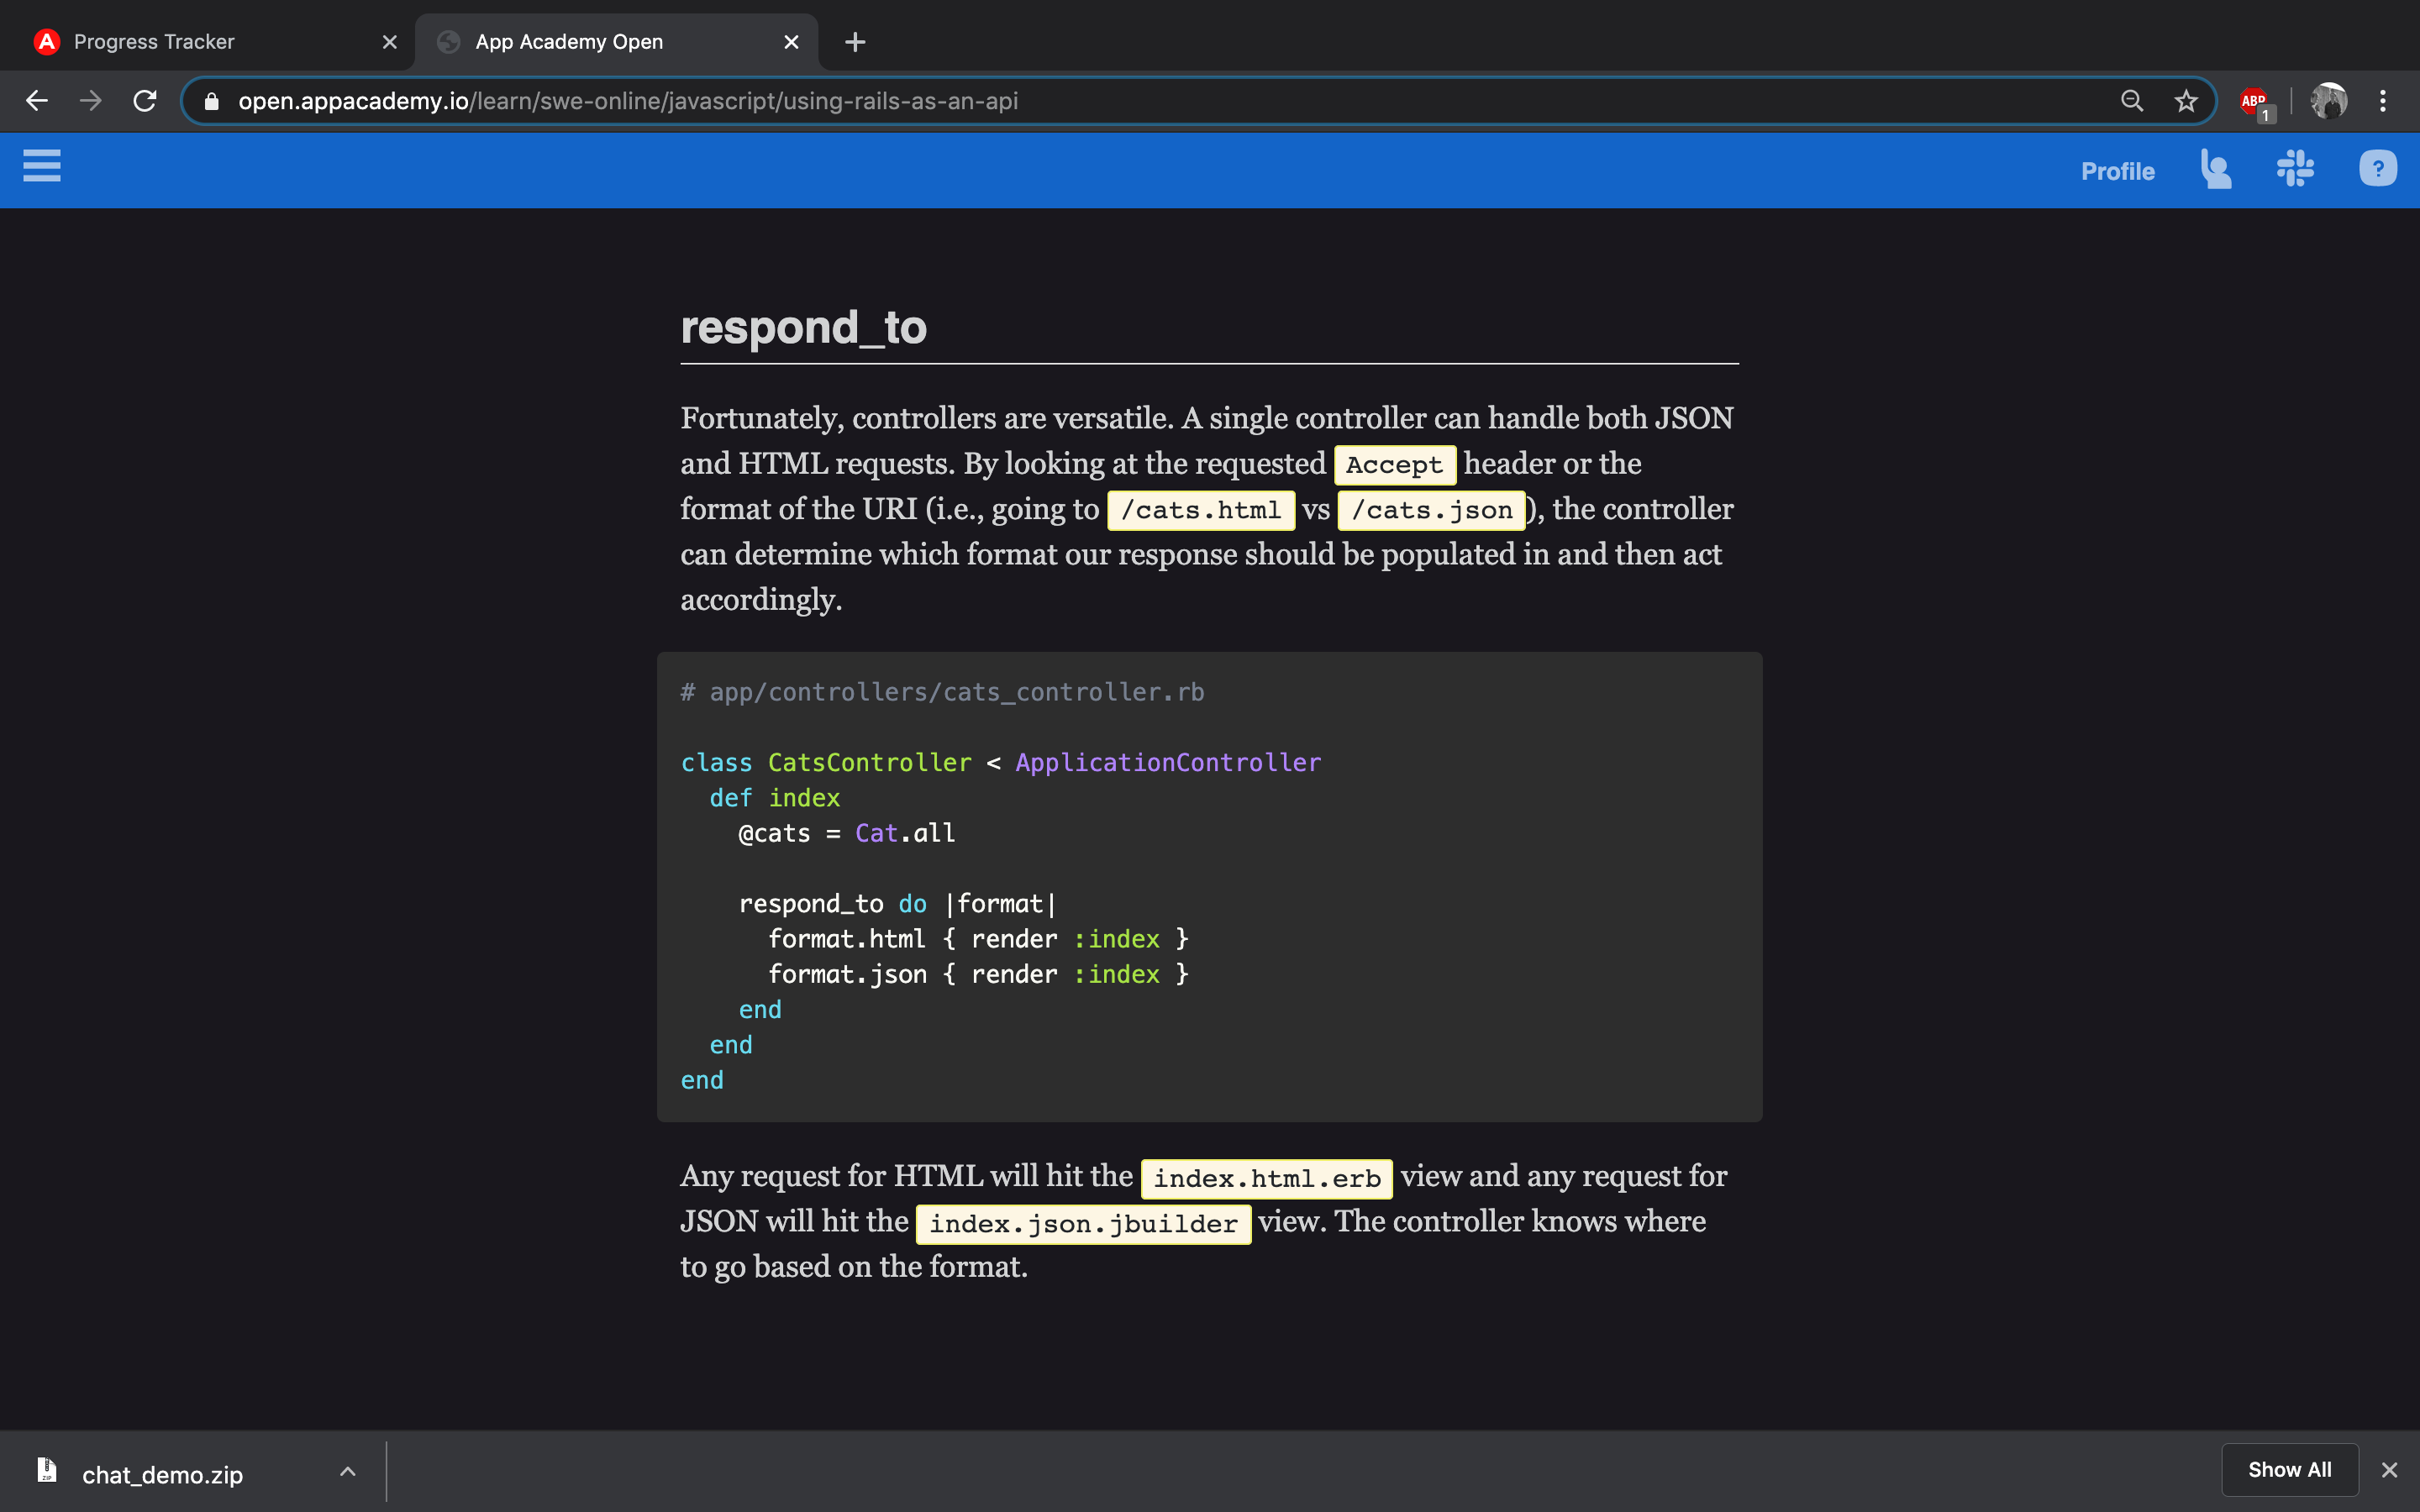 A Progress Tracker
App Academy Open
open.appacademy.io/learn/swe-online/javascript/using-rails-as-an-api
ABP
1
Profile
?
respond_to
Fortunately, controllers are versatile. A single controller can handle both JSON
and HTML requests. By looking at the requested Accept header or the
format of the URI (i.e., going to /cats.html vs /cats.json), the controller
can determine which format our response should be populated in and then act
accordingly.
# app/controllers/cats_controller.rb
class CatsController < ApplicationController
  def index
    @cats = Cat.all
    respond_to do |format|
      format.html { render :index }
      format.json { render :index }
    end
  end
end
Any request for HTML will hit the index.html.erb view and any request for
JSON will hit the index.json.jbuilder view. The controller knows where
to go based on the format.
ZIP
chat_demo.zip
Show All